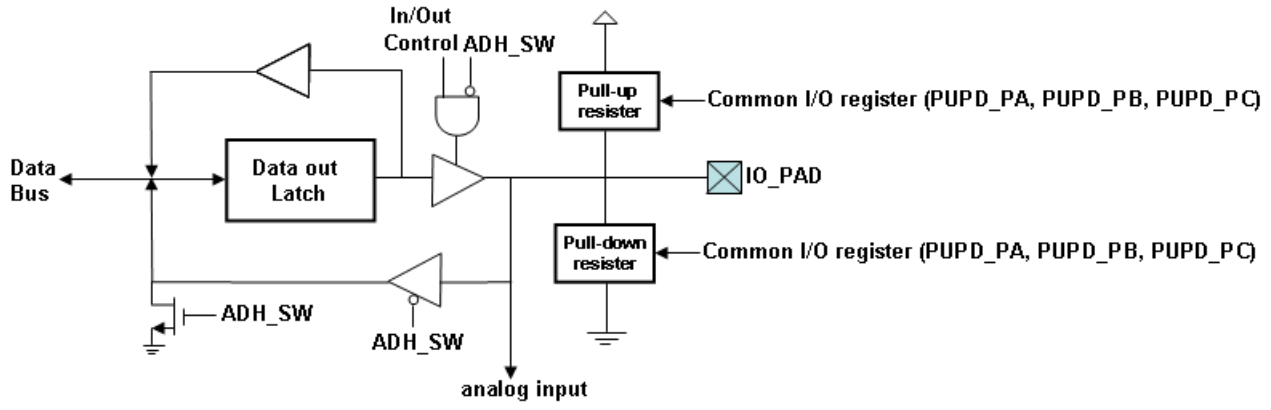 In/Out
Control ADH_SW
Pull-up
resister
Common I/O register (PUPD_PA, PUPD_PB, PUPD_PC)
Data
Bus
Data out
Latch
IO_PAD
Pull-down
resister
Common I/O register (PUPD_PA, PUPD_PB, PUPD_PC)
ADH_SW
ADH_SW
analog input